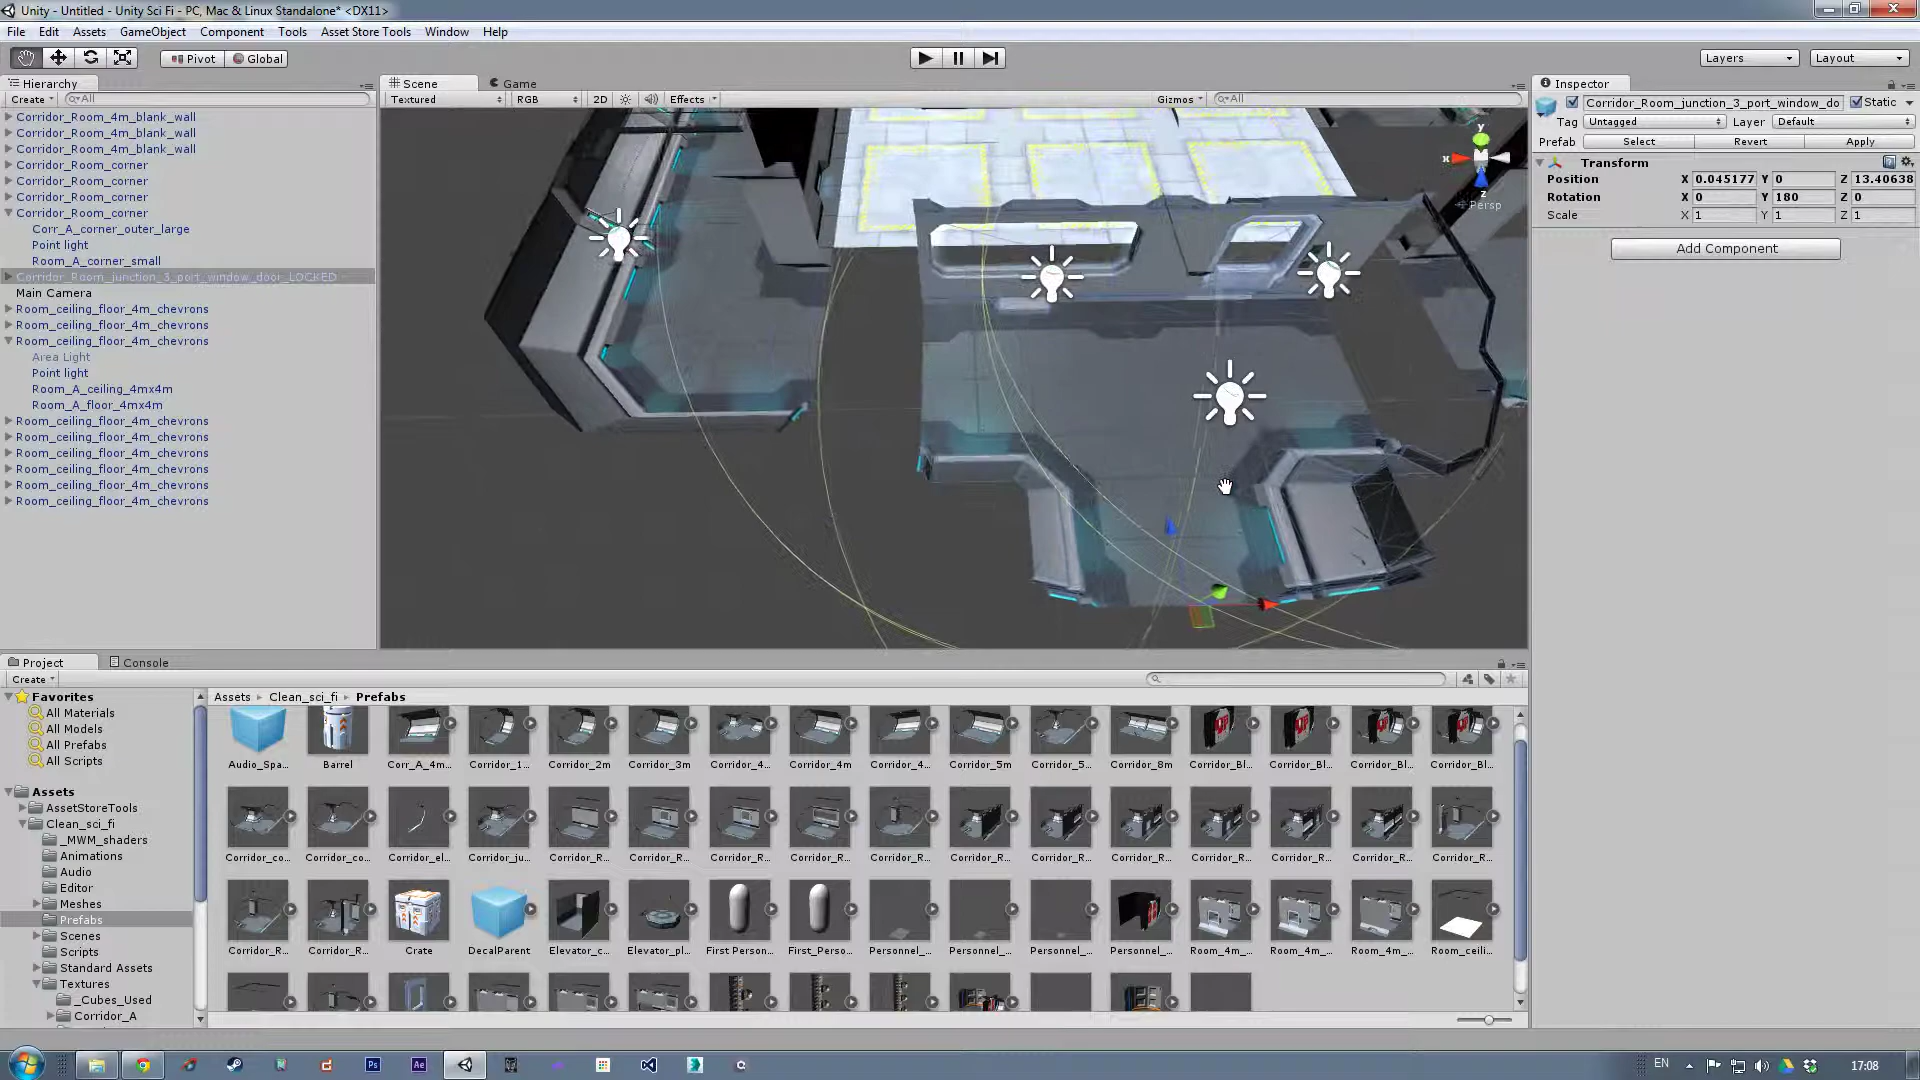 Unity - Untitled - Unity Sci Fi - PC, Mac & Linux Standalone* <DX11>
File Edit Assets GameObject Component Tools Asset Store Tools Window Help
Pivot Global Layers Layout
Hierarchy
Create All
Corridor_Room_4m_blank_wall
Corridor_Room_4m_blank_wall
Corridor_Room_4m_blank_wall
Corridor_Room_corner
Corridor_Room_corner
Corridor_Room_corner
Corridor_Room_corner
Corr_A_corner_outer_large
Point light
Room_A_corner_small
Corridor_Room_junction_3_port_window_door_LOCKED
Main Camera
Room_ceiling_floor_4m_chevrons
Room_ceiling_floor_4m_chevrons
Room_ceiling_floor_4m_chevrons
Area Light
Point light
Room_A_ceiling_4mx4m
Room_A_floor_4mx4m
Room_ceiling_floor_4m_chevrons
Room_ceiling_floor_4m_chevrons
Room_ceiling_floor_4m_chevrons
Room_ceiling_floor_4m_chevrons
Room_ceiling_floor_4m_chevrons
Room_ceiling_floor_4m_chevrons
Scene Game
Textured RGB 2D Effects Gizmos All
y
x
z
Persp
Inspector
Corridor_Room_junction_3_port_window_do Static
Tag Untagged Layer Default
Prefab Select Revert Apply
Transform
Position X 0.045177 Y 0 Z 13.40638
Rotation X 0 Y 180 Z 0
Scale X 1 Y 1 Z 1
Add Component
Project Console
Create
Favorites
All Materials
All Models
All Prefabs
All Scripts
Assets
AssetStoreTools
Clean_sci_fi
_MWM_shaders
Animations
Audio
Editor
Meshes
Prefabs
Scenes
Scripts
Standard Assets
Textures
_Cubes_Used
Corridor_A
Assets Clean_sci_fi Prefabs
Audio_Spa... Barrel Corr_A_4m... Corridor_1... Corridor_2m Corridor_3m Corridor_4... Corridor_4m Corridor_4... Corridor_5m Corridor_5... Corridor_8m Corridor_Bl... Corridor_Bl... Corridor_Bl... Corridor_Bl...
Corridor_co... Corridor_co... Corridor_el... Corridor_ju... Corridor_R... Corridor_R... Corridor_R... Corridor_R... Corridor_R... Corridor_R... Corridor_R... Corridor_R... Corridor_R... Corridor_R... Corridor_R... Corridor_R...
Corridor_R... Corridor_R... Crate DecalParent Elevator_c... Elevator_pl... First Person... First_Perso... Personnel_... Personnel_... Personnel_... Personnel_... Room_4m_... Room_4m_... Room_4m_... Room_ceili...
Ps Ae EN 17:08